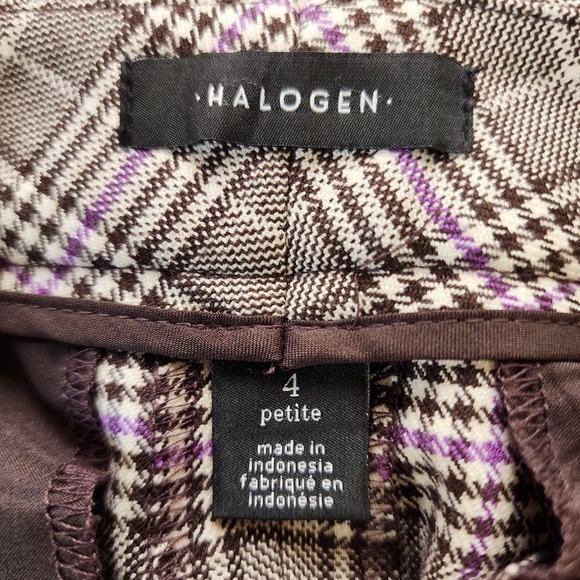 ·HALOGEN·
4
petite
made in
indonesia
fabriqué en
indonésie